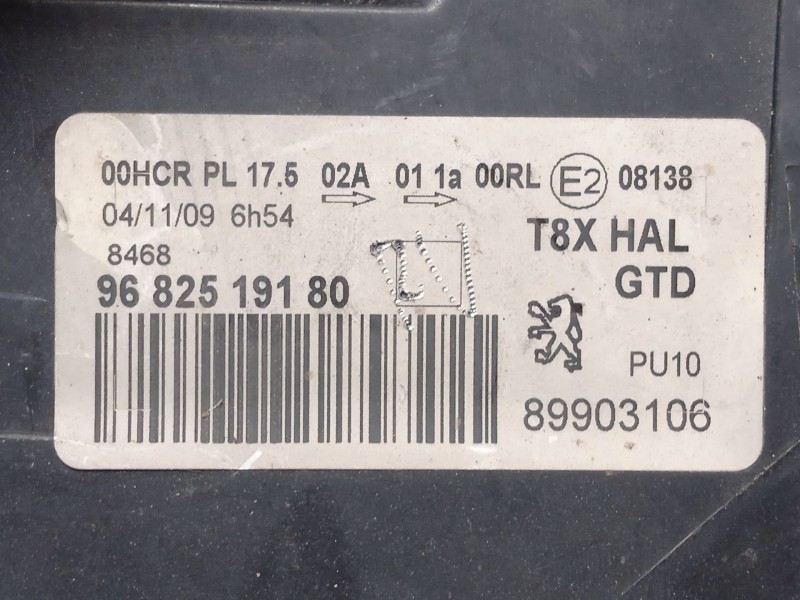 00HCR PL 17.5 02A 01 1a 00RL E2 08138
04/11/09 6h54
T8X HAL
8468
GTD
96 825 191 80
PU10
89903106